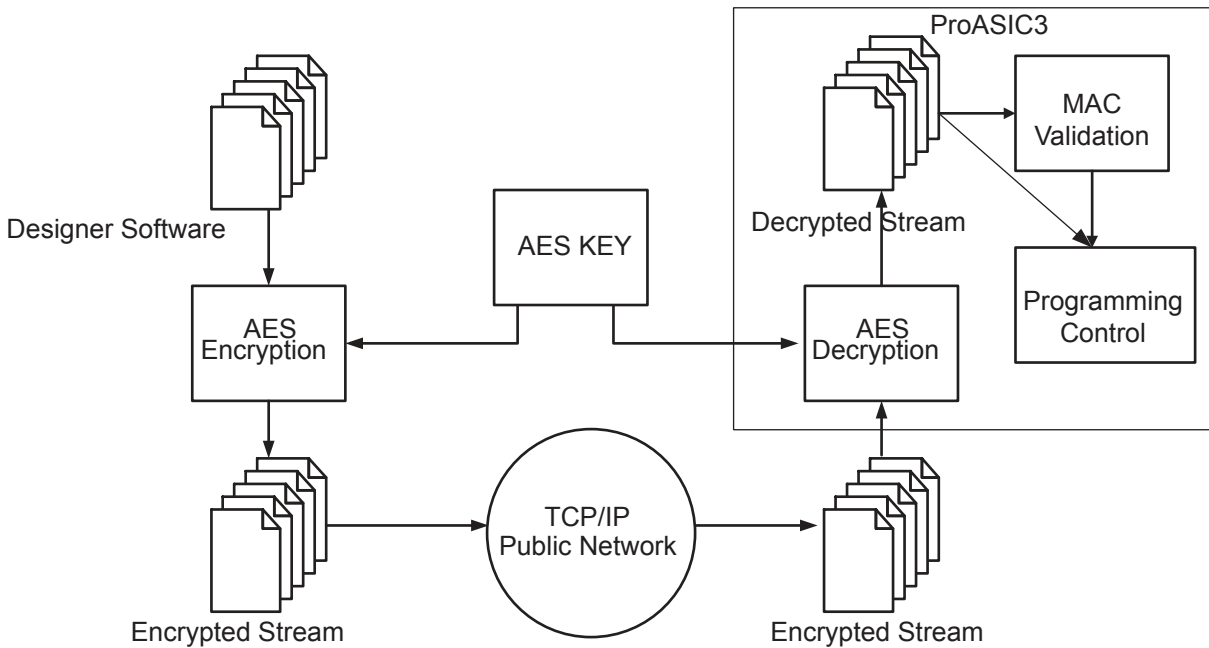 ProASIC3
MAC
Validation
Designer Software
AES KEY
Decrypted Stream
Programming
Control
AES
Encryption
AES
Decryption
TCP/IP
Public Network
Encrypted Stream
Encrypted Stream